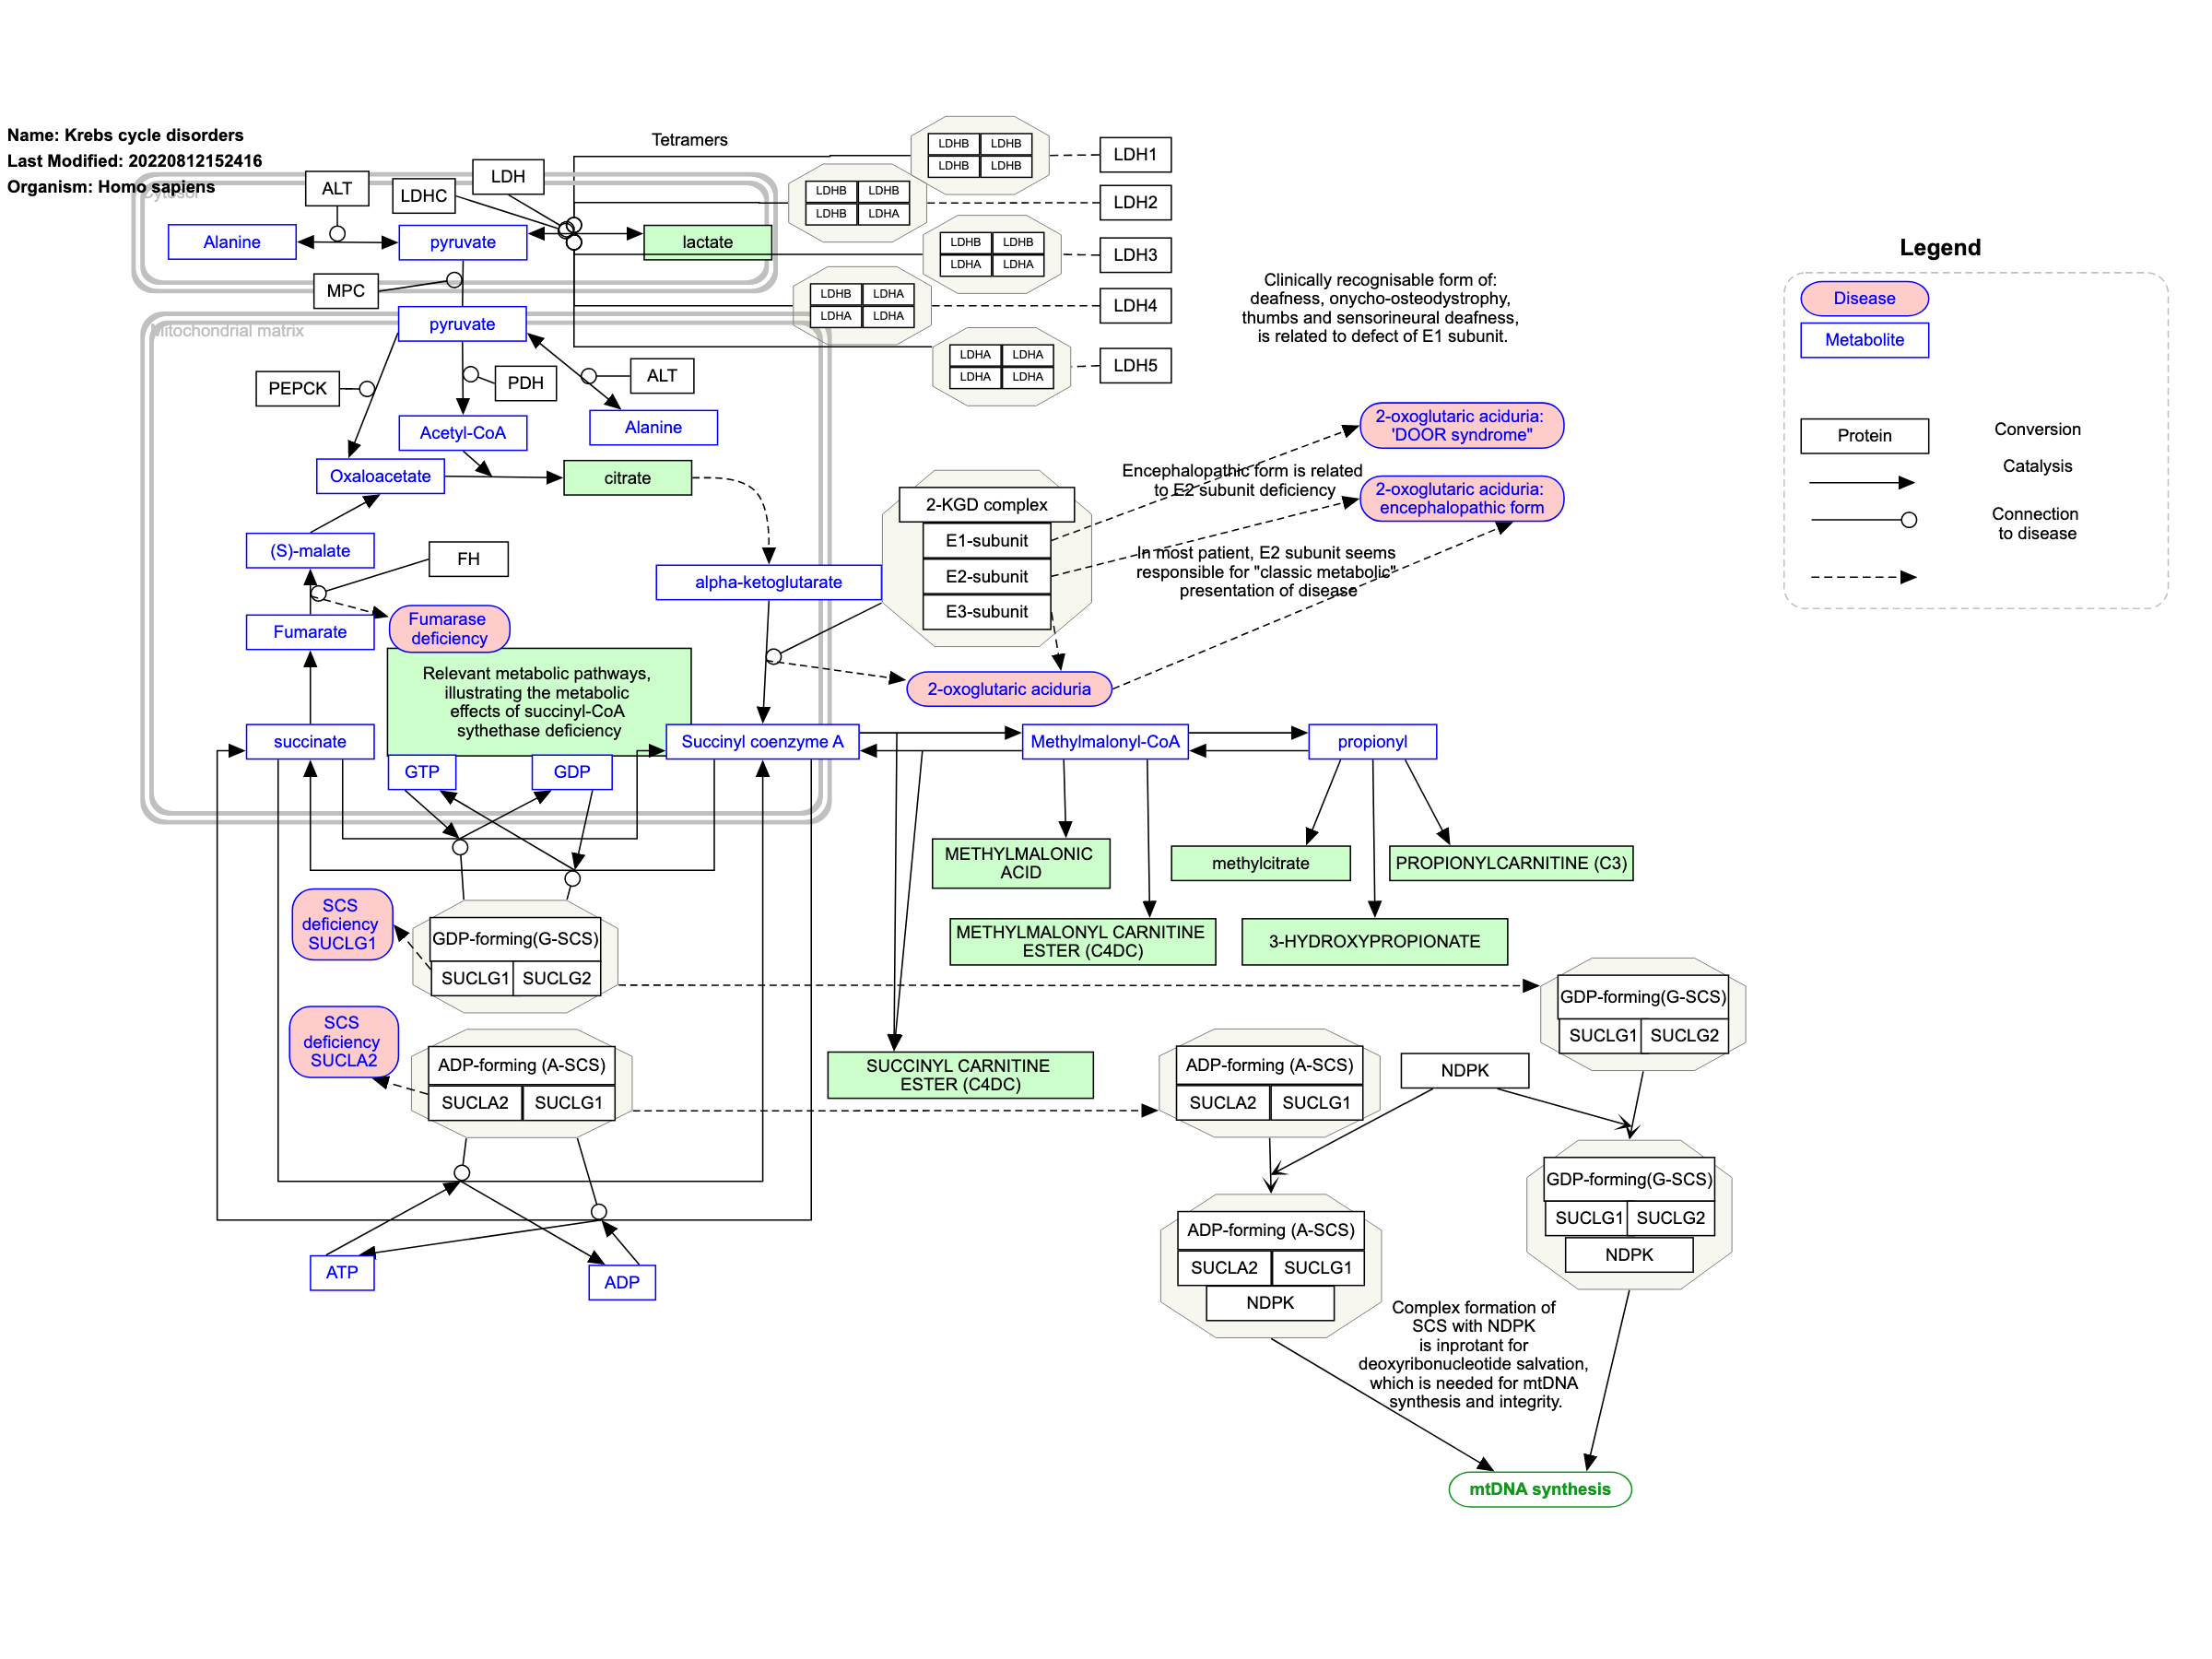 Name: Krebs cycle disorders
Last Modified: 20220812152416
Organism: Homo sapiens
Cytosol
ALT
LDHC
LDH
Tetramers
Alanine
pyruvate
lactate
MPC
LDHB LDHB
LDHB LDHB
LDH1
LDHB LDHB
LDHB LDHA
LDH2
LDHB LDHB
LDHA LDHA
LDH3
LDHB LDHA
LDHA LDHA
LDH4
LDHA LDHA
LDHA LDHA
LDH5
Clinically recognisable form of:
deafness, onycho-osteodystrophy,
thumbs and sensorineural deafness,
is related to defect of E1 subunit.
Legend
Disease
Metabolite
Protein
Conversion
Catalysis
Connection
to disease
Mitochondrial matrix
pyruvate
PEPCK
PDH
ALT
Acetyl-CoA
Alanine
Oxaloacetate
citrate
(S)-malate
FH
alpha-ketoglutarate
Fumarate
Fumarase
deficiency
2-KGD complex
E1-subunit
E2-subunit
E3-subunit
2-oxoglutaric aciduria:
'DOOR syndrome"
Encephalopathic form is related
to E2 subunit deficiency
2-oxoglutaric aciduria:
encephalopathic form
In most patient, E2 subunit seems
responsible for "classic metabolic"
presentation of disease
2-oxoglutaric aciduria
Relevant metabolic pathways,
illustrating the metabolic
effects of succinyl-CoA
sythethase deficiency
succinate
GTP
GDP
Succinyl coenzyme A
Methylmalonyl-CoA
propionyl
METHYLMALONIC
ACID
methylcitrate
PROPIONYLCARNITINE (C3)
METHYLMALONYL CARNITINE
ESTER (C4DC)
3-HYDROXYPROPIONATE
SCS
deficiency
SUCLG1
GDP-forming(G-SCS)
SUCLG1 SUCLG2
SCS
deficiency
SUCLA2
ADP-forming (A-SCS)
SUCLA2 SUCLG1
SUCCINYL CARNITINE
ESTER (C4DC)
ADP-forming (A-SCS)
SUCLA2 SUCLG1
NDPK
GDP-forming(G-SCS)
SUCLG1 SUCLG2
GDP-forming(G-SCS)
SUCLG1 SUCLG2
NDPK
ADP-forming (A-SCS)
SUCLA2 SUCLG1
NDPK
ATP
ADP
Complex formation of
SCS with NDPK
is inprotant for
deoxyribonucleotide salvation,
which is needed for mtDNA
synthesis and integrity.
mtDNA synthesis